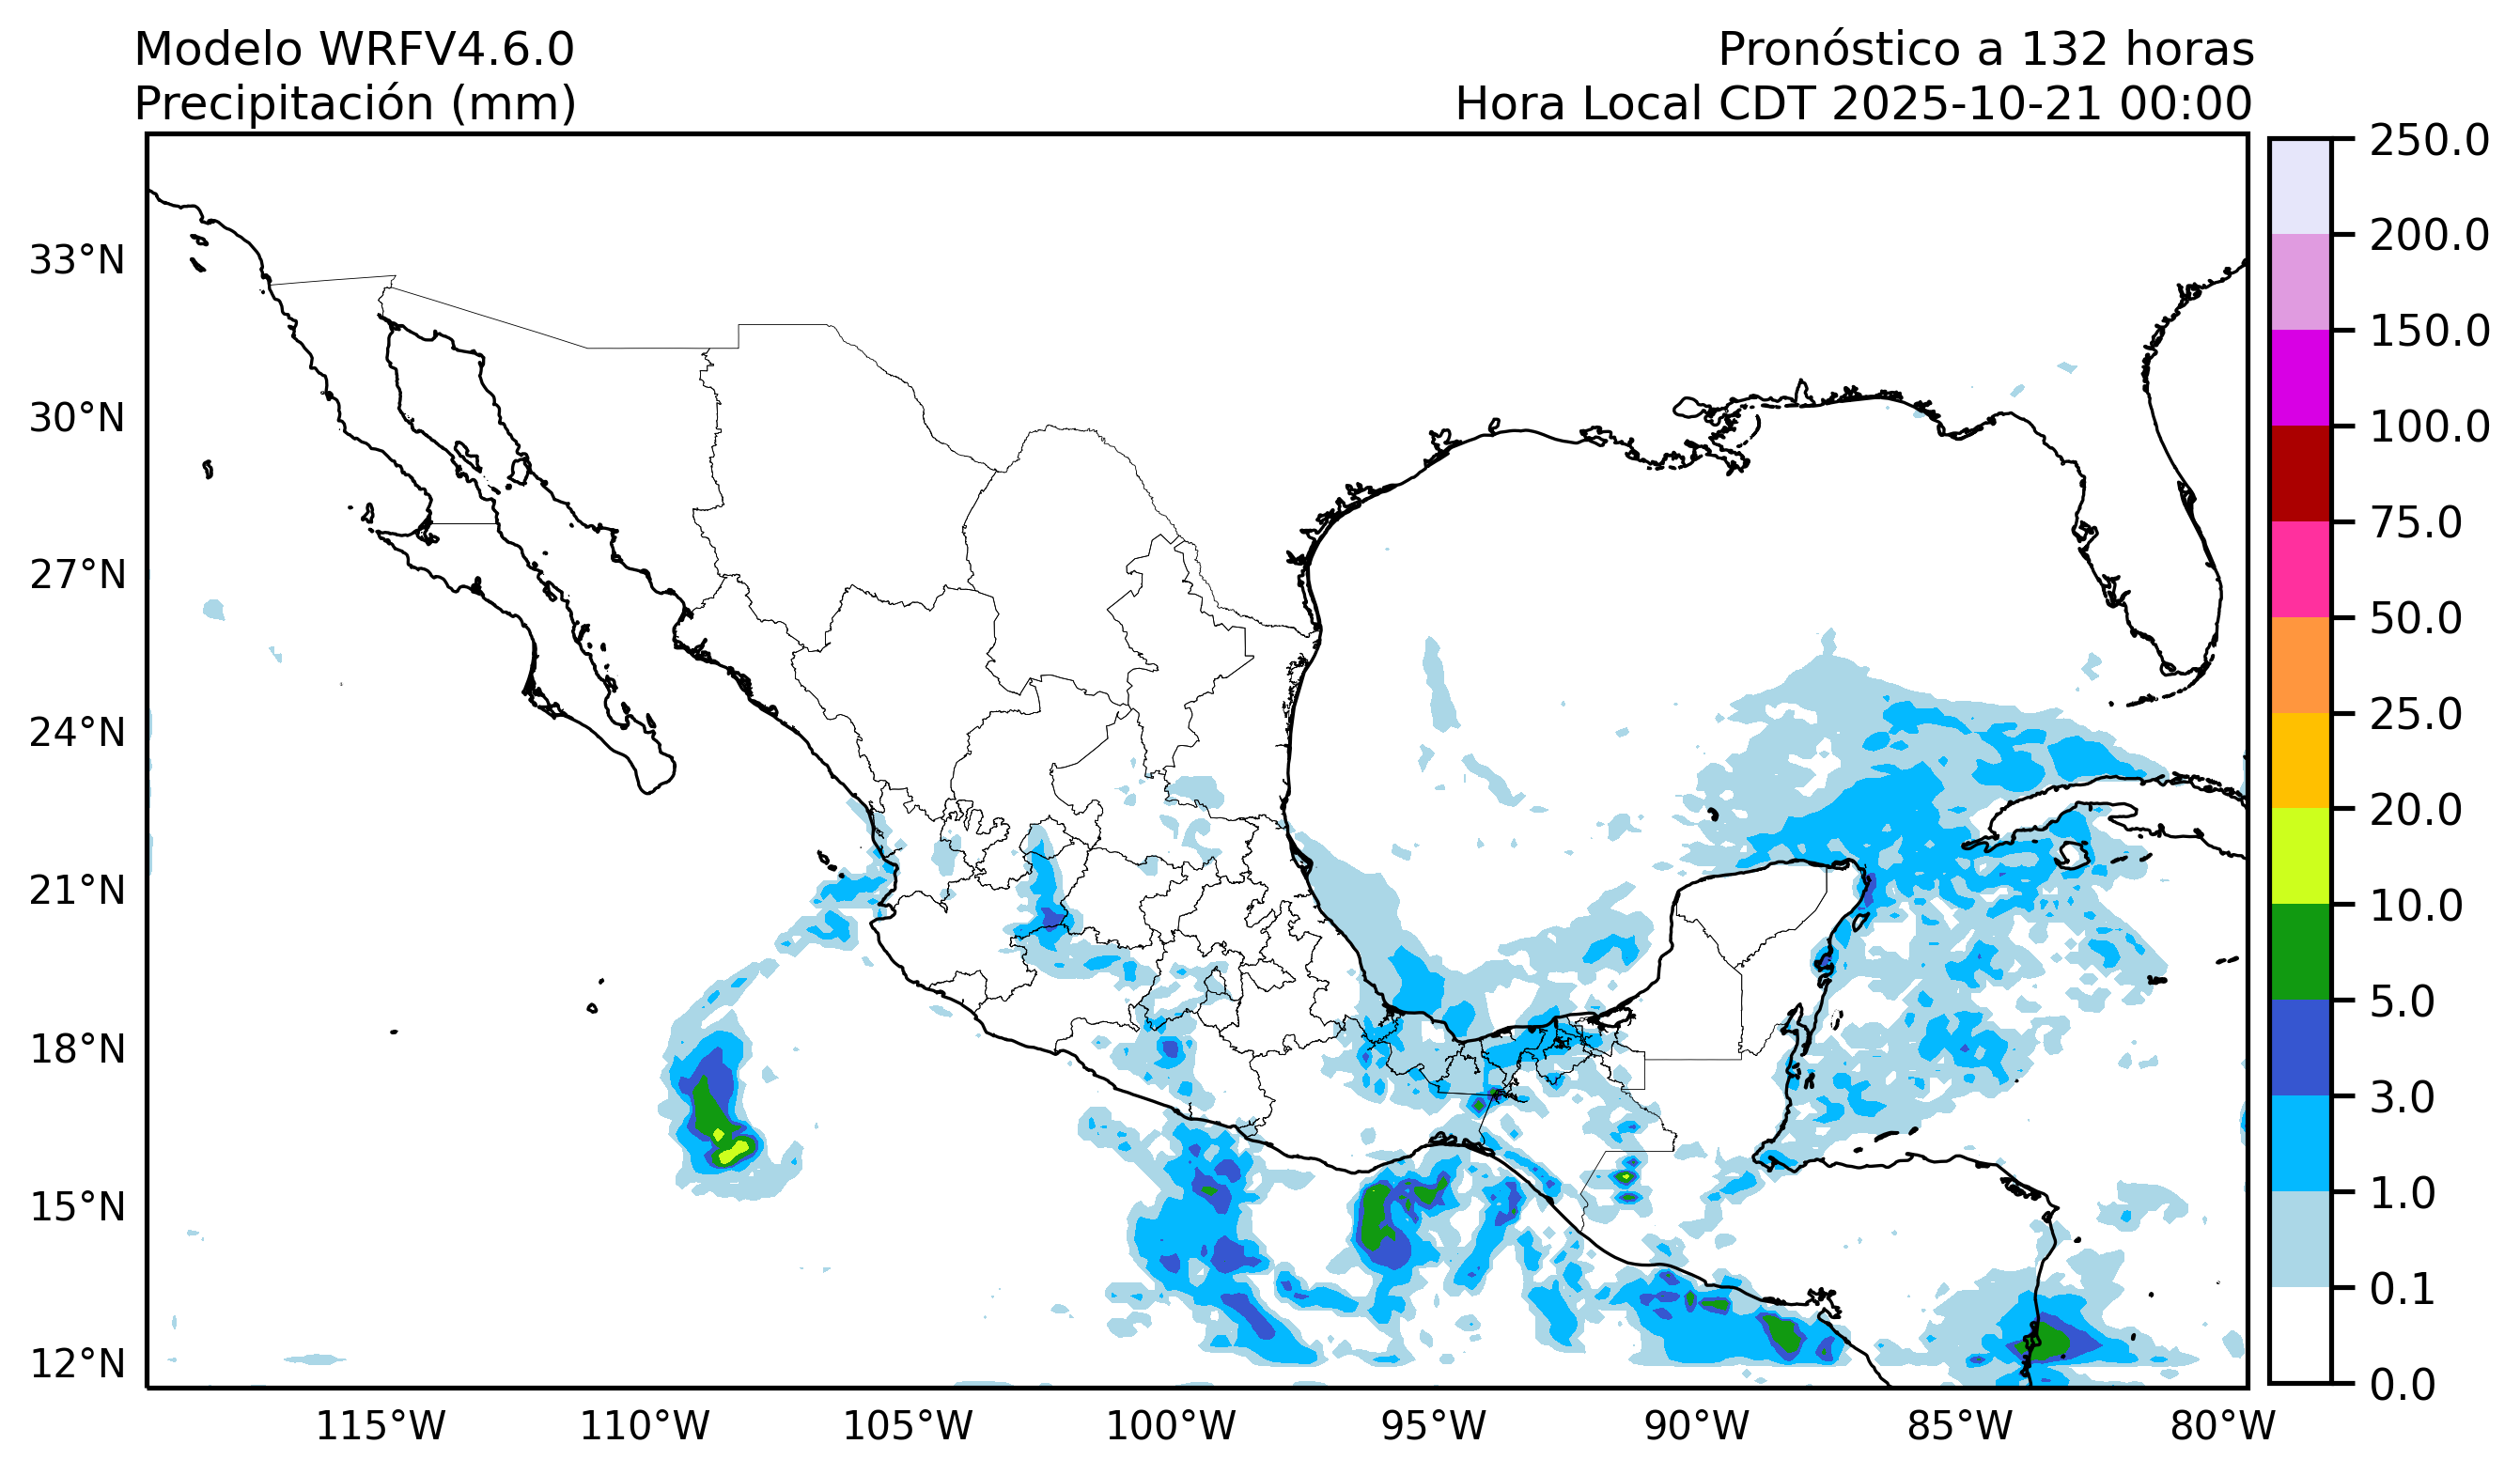 Modelo WRFV4.6.0
Precipitación (mm)
Pronóstico a 132 horas
Hora Local CDT 2025-10-21 00:00
33°N
30°N
27°N
24°N
21°N
18°N
15°N
12°N
115°W
110°W
105°W
100°W
95°W
90°W
85°W
80°W
250.0
200.0
150.0
100.0
75.0
50.0
25.0
20.0
10.0
5.0
3.0
1.0
0.1
0.0